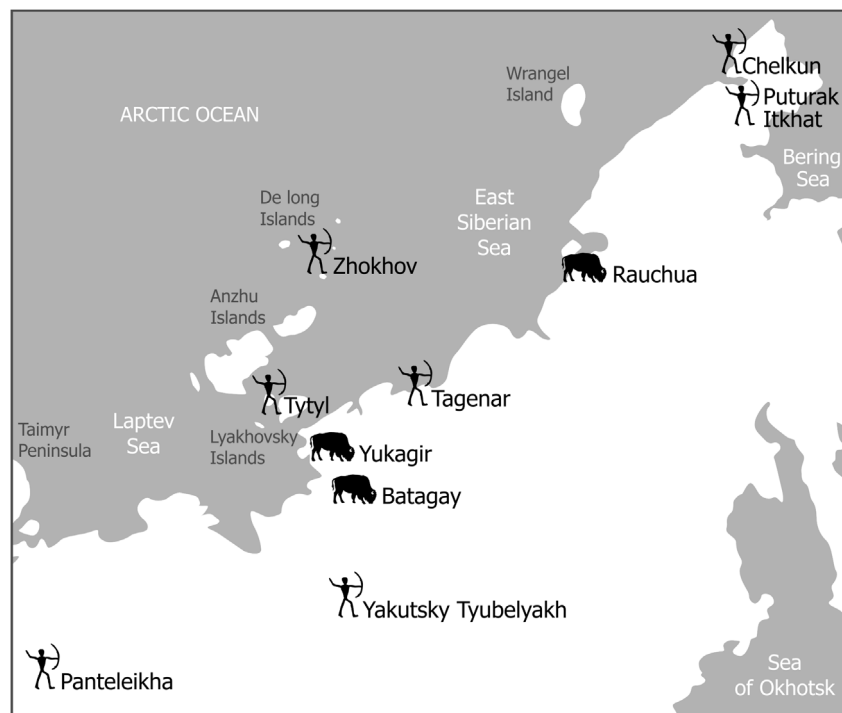 Chelkun
Wrangel
Island
Puturak
Itkhat
ARCTIC OCEAN
Bering
Sea
De long
Islands
East
Siberian
Sea
Zhokhov
Rauchua
Anzhu
Islands
Tytyl
Tagenar
Laptev
Sea
Taimyr
Peninsula
Lyakhovsky
Islands
Yukagir
Batagay
Yakutsky Tyubelyakh
Panteleikha
Sea
of Okhotsk